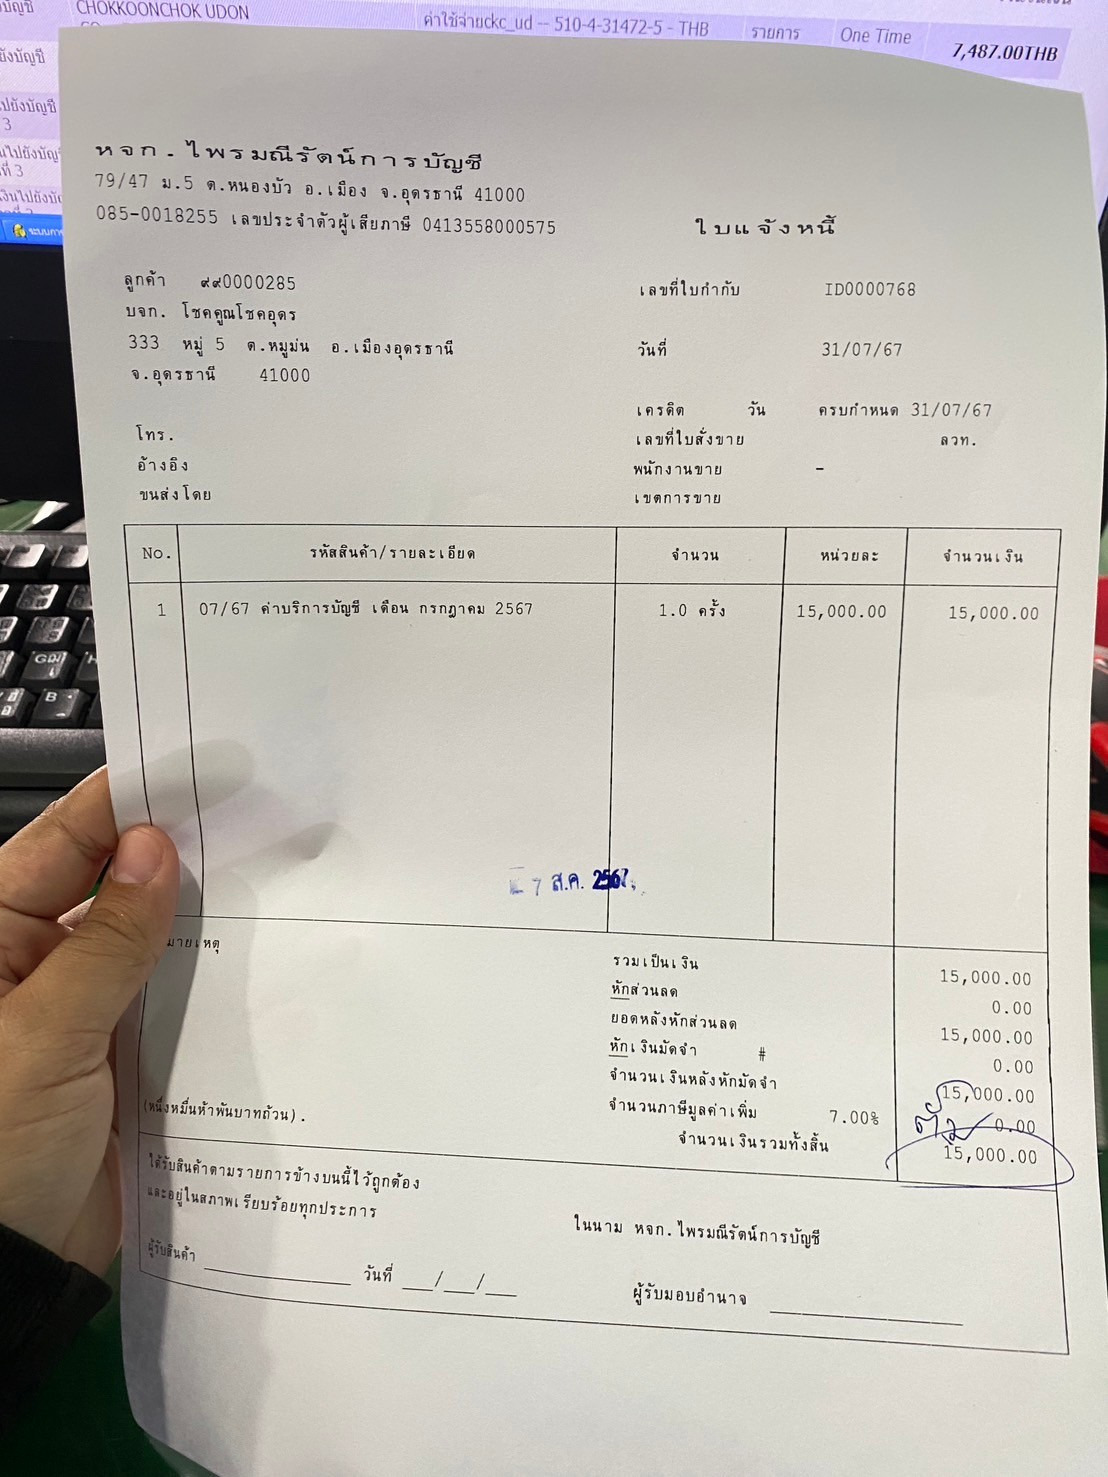 CHOKKOONCHOK UDON
ค่าใช้จ่ายckc_ud -- 510-4-31472-5 - THB
รายการ
One Time
7,487.00THB
หจก.ไพรมณีรัตน์การบัญชี
79/47 ม.5 ต.หนองบัว อ.เมือง จ.อุดรธานี 41000
085-0018255 เลขประจำตัวผู้เสียภาษี 0413558000575
ใบแจ้งหนี้
ลูกค้า ๙๙0000285
เลขที่ใบกำกับ ID0000768
บจก. โชคคูณโชคอุดร
333 หมู่ 5 ต.หมูม่น อ.เมืองอุดรธานี
วันที่ 31/07/67
จ.อุดรธานี 41000
เครดิต วัน ครบกำหนด 31/07/67
โทร.
เลขที่ใบสั่งขาย ลวท.
อ้างอิง
พนักงานขาย -
ขนส่งโดย
เขตการขาย
No. รหัสสินค้า/รายละเอียด จำนวน หน่วยละ จำนวนเงิน
1 07/67 ค่าบริการบัญชี เดือน กรกฎาคม 2567 1.0 ครั้ง 15,000.00 15,000.00
7 ส.ค. 2567
มายเหตุ
รวมเป็นเงิน 15,000.00
หักส่วนลด 0.00
ยอดหลังหักส่วนลด 15,000.00
หักเงินมัดจำ # 0.00
จำนวนเงินหลังหักมัดจำ 15,000.00
(หนึ่งหมื่นห้าพันบาทถ้วน).
จำนวนภาษีมูลค่าเพิ่ม 7.00% 0.00
จำนวนเงินรวมทั้งสิ้น 15,000.00
ได้รับสินค้าตามรายการข้างบนนี้ไว้ถูกต้อง
และอยู่ในสภาพเรียบร้อยทุกประการ
ในนาม หจก.ไพรมณีรัตน์การบัญชี
ผู้รับสินค้า วันที่ __/__/__
ผู้รับมอบอำนาจ